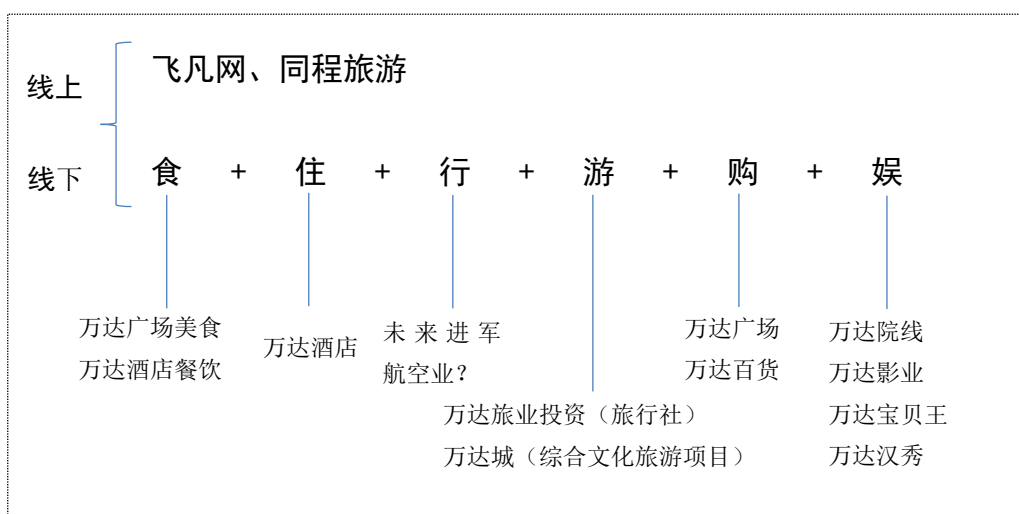 线上
飞凡网、同程旅游
线下
食 + 住 + 行 + 游 + 购 + 娱
万达广场美食
万达酒店餐饮
万达酒店
未来进军
航空业？
万达旅业投资（旅行社）
万达城（综合文化旅游项目）
万达广场
万达百货
万达院线
万达影业
万达宝贝王
万达汉秀